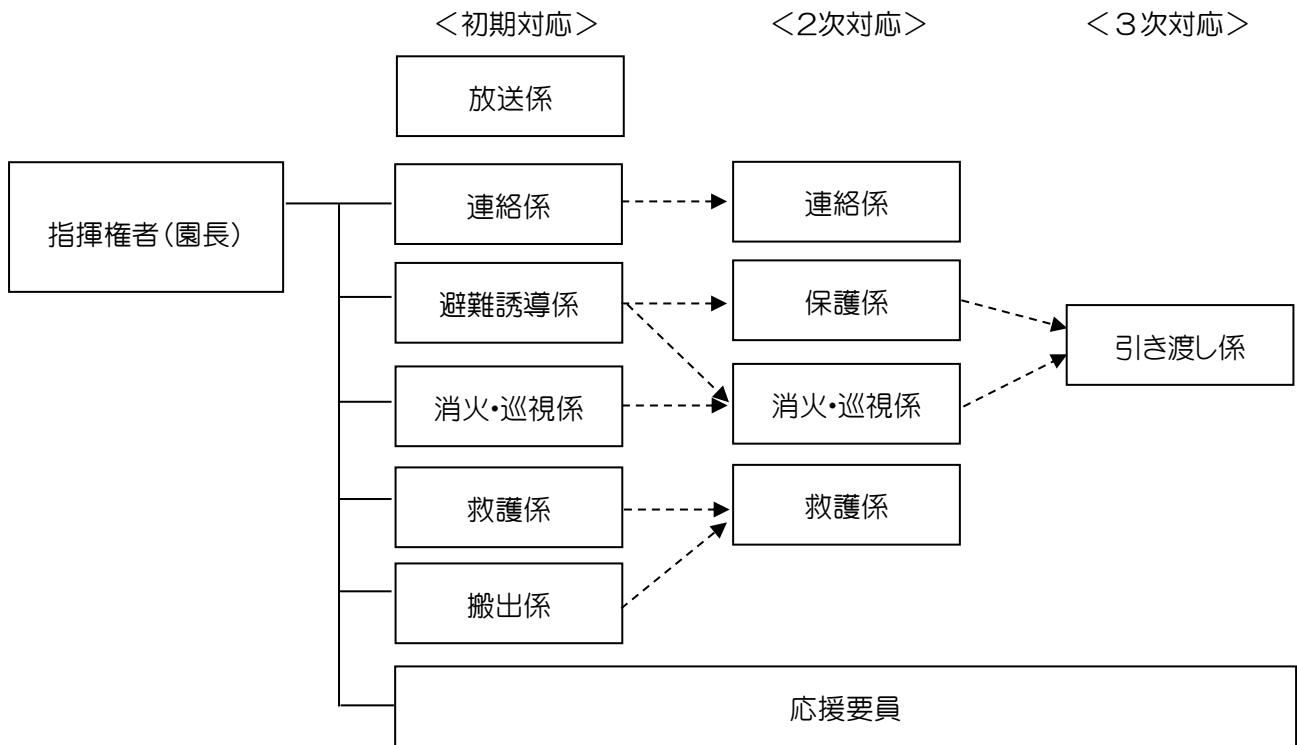 ＜初期対応＞
＜2次対応＞
＜３次対応＞
放送係
指揮権者（園長）
連絡係
連絡係
避難誘導係
保護係
引き渡し係
消火・巡視係
消火・巡視係
救護係
救護係
搬出係
応援要員